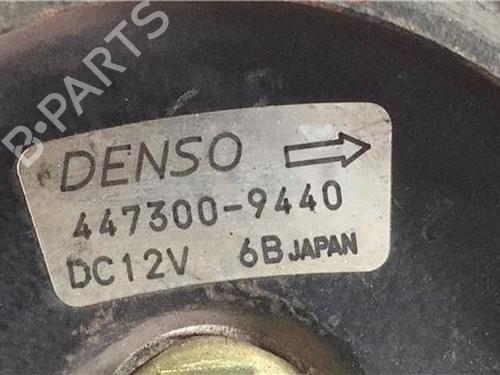 B·PARTS
DENSO
447300-9440
DC12V 6B JAPAN